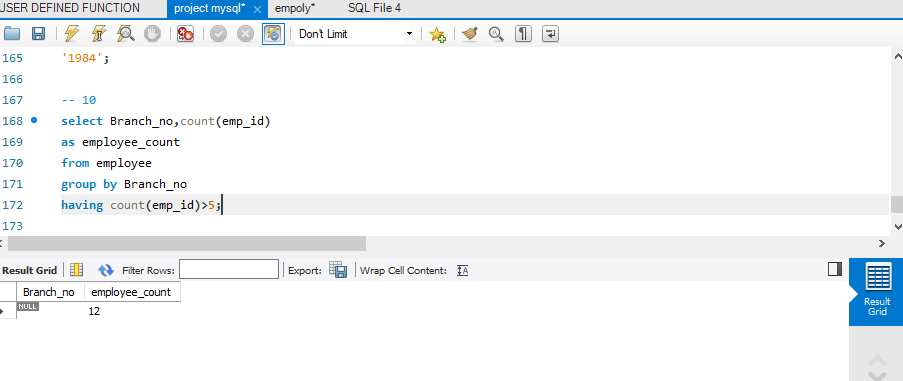 USER DEFINED FUNCTION project mysql* × empoly* SQL File 4
Don't Limit
165 '1984';
166
167 -- 10
168 select Branch_no,count(emp_id)
169 as employee_count
170 from employee
171 group by Branch_no
172 having count(emp_id)>5;
173
Result Grid Filter Rows: Export: Wrap Cell Content: IA
Branch_no employee_count
NULL 12
Result
Grid